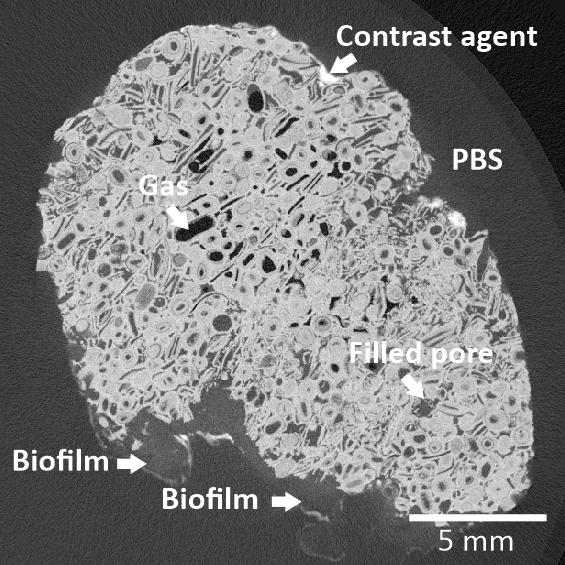 Contrast agent
PBS
Gas
Filled pore
Biofilm
Biofilm
5 mm